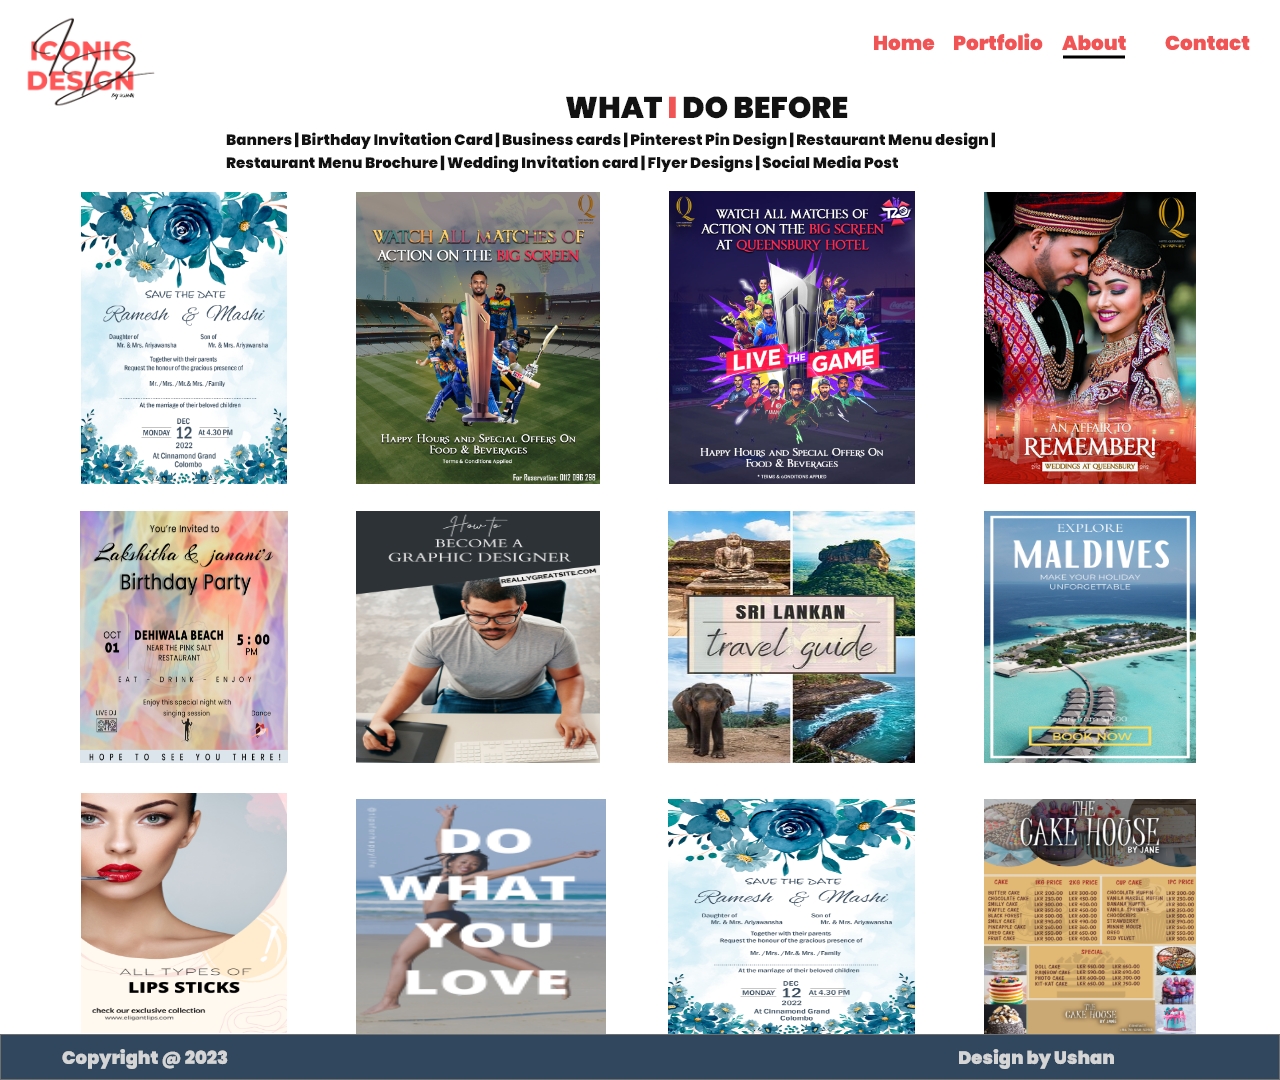 ICONIC
DESIGN
By Ushan
Home
Portfolio
About
Contact
WHAT I DO BEFORE
Banners | Birthday Invitation Card | Business cards | Pinterest Pin Design | Restaurant Menu design |
Restaurant Menu Brochure | Wedding Invitation card | Flyer Designs | Social Media Post
SAVE THE DATE
Ramesh & Mashi
Daughter of
Son of
Mr. & Mrs. Ariyawansha
Mr. & Mrs. Ariyawansha
Together with their parents
Request the honour of the gracious presence of
Mr. /Mrs. /Mr.& Mrs. /Family
At the marriage of their beloved children
DEC
MONDAY 12 At 4.30 PM
2022
At Cinnamond Grand
Colombo
Q
WATCH ALL MATCHES OF
ACTION ON THE BIG SCREEN
HAPPY HOURS AND SPECIAL OFFERS ON
FOOD & BEVERAGES
Terms & Conditions Applied
For Reservation: 0112 096 298
Q
T20
WATCH ALL MATCHES OF
ACTION ON THE BIG SCREEN
AT QUEENSBURY HOTEL
LIVE THE GAME
HAPPY HOURS AND SPECIAL OFFERS ON
FOOD & BEVERAGES
* TERMS & CONDITIONS APPLIED
Q
AN AFFAIR TO
REMEMBER!
WEDDINGS AT QUEENSBURY
You're Invited to
Lakshitha & janani's
Birthday Party
OCT
01
DEHIWALA BEACH
NEAR THE PINK SALT
RESTAURANT
5 : 00
PM
EAT - DRINK - ENJOY
Enjoy this special night with
singing session
LIVE DJ
Dance
HOPE TO SEE YOU THERE!
How to
BECOME A
GRAPHIC DESIGNER
REALLYGREATSITE.COM
SRI LANKAN
travel guide
EXPLORE
MALDIVES
MAKE YOUR HOLIDAY
UNFORGETTABLE
BOOK NOW
ALL TYPES OF
LIPS STICKS
check our exclusive collection
www.eligantlips.com
DO
WHAT
YOU
LOVE
SAVE THE DATE
Ramesh & Mashi
Daughter of
Son of
Mr. & Mrs. Ariyawansha
Mr. & Mrs. Ariyawansha
Together with their parents
Request the honour of the gracious presence of
Mr. /Mrs. /Mr.& Mrs. /Family
At the marriage of their beloved children
DEC
MONDAY 12 At 4.30 PM
2022
At Cinnamond Grand
Colombo
THE
CAKE HOUSE
BY JANE
CAKE 1KG PRICE 2KG PRICE
CUP CAKE 1PC PRICE
SPECIAL
THE
CAKE HOUSE
BY JANE
Copyright @ 2023
Design by Ushan